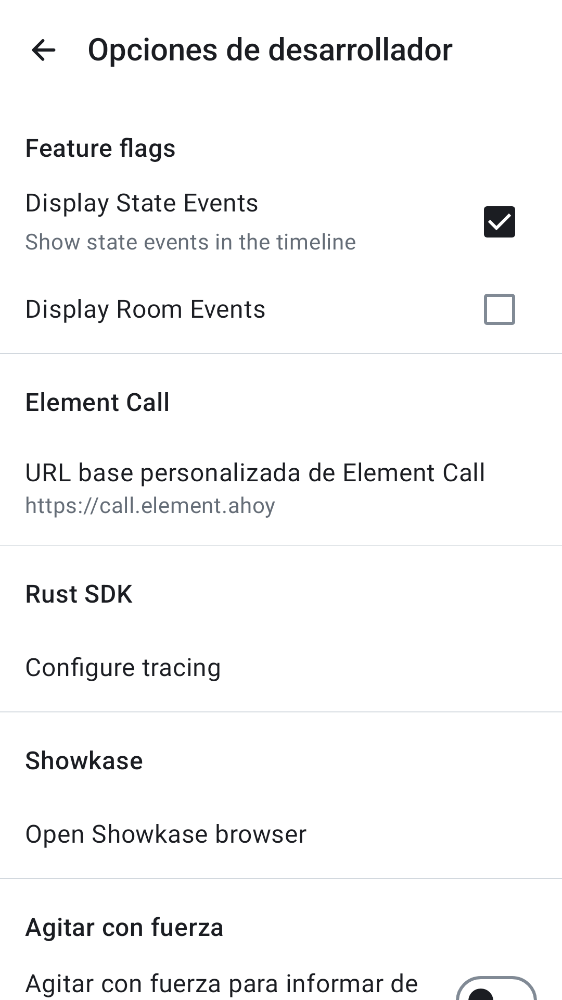 Opciones de desarrollador
Feature flags
Display State Events
Show state events in the timeline
Display Room Events
Element Call
URL base personalizada de Element Call
https://call.element.ahoy
Rust SDK
Configure tracing
Showkase
Open Showkase browser
Agitar con fuerza
Agitar con fuerza para informar de